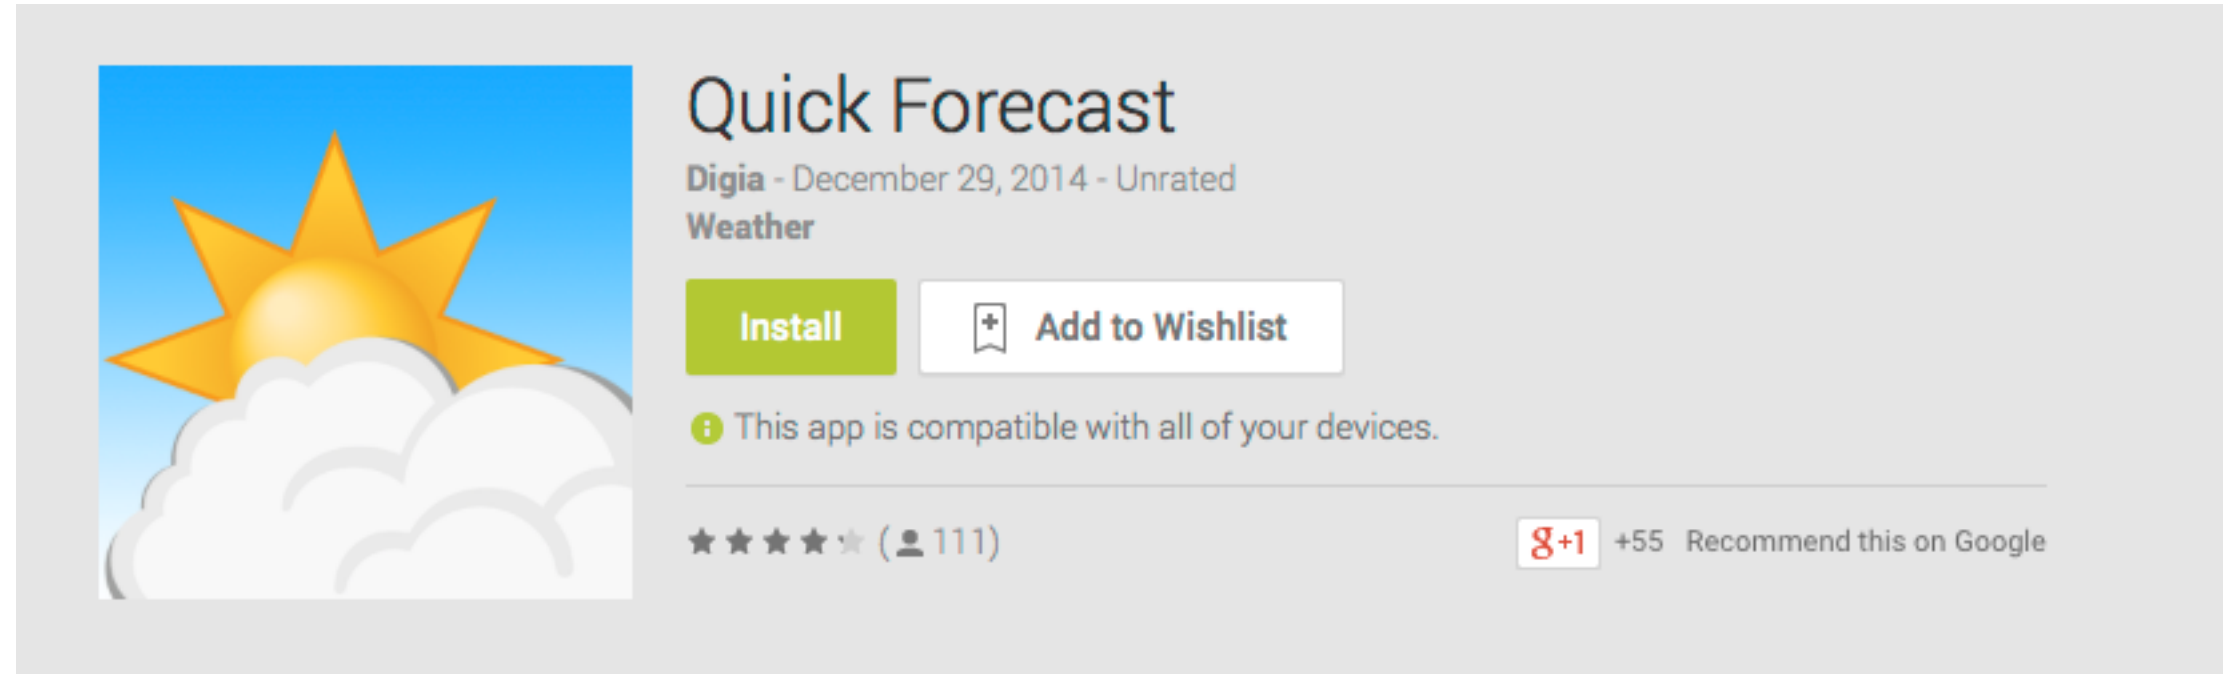 Quick Forecast
Digia - December 29, 2014 - Unrated
Weather
Install
Add to Wishlist
This app is compatible with all of your devices.
(111)
g+1 +55 Recommend this on Google